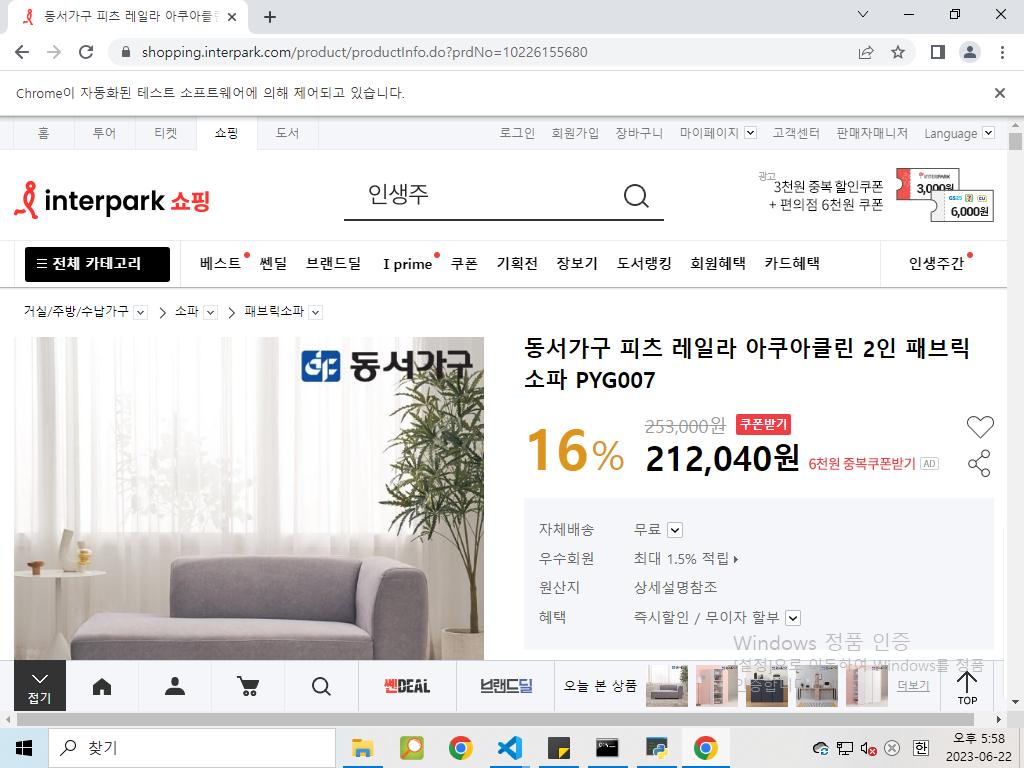 동서가구 피츠 레일라 아쿠아클린
shopping.interpark.com/product/productInfo.do?prdNo=10226155680
Chrome이 자동화된 테스트 소프트웨어에 의해 제어되고 있습니다.
홈 투어 티켓 쇼핑 도서 로그인 회원가입 장바구니 마이페이지 고객센터 판매자매니저 Language
interpark 쇼핑
인생주
광고
3천원 중복 할인쿠폰
+ 편의점 6천원 쿠폰
INTERPARK
3,000원
GS25 CU
6,000원
전체 카테고리 베스트 쎈딜 브랜드딜 I prime 쿠폰 기획전 장보기 도서랭킹 회원혜택 카드혜택 인생주간
거실/주방/수납가구 소파 패브릭소파
동서가구
동서가구 피츠 레일라 아쿠아클린 2인 패브릭
소파 PYG007
16% 253,000원 쿠폰받기
212,040원 6천원 중복쿠폰받기 AD
자체배송 무료
우수회원 최대 1.5% 적립
원산지 상세설명참조
혜택 즉시할인 / 무이자 할부
Windows 정품 인증
[설정]으로 이동하여 Windows를 정품
인증합니다.
접기
쎈DEAL
브랜드딜
오늘 본 상품
더보기
TOP
찾기
한
오후 5:58
2023-06-22